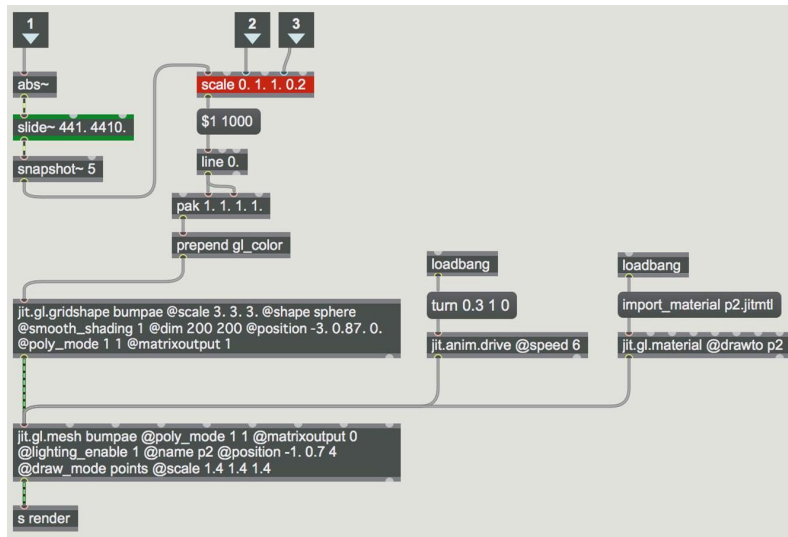 1
2
3
abs~
scale 0. 1. 1. 0.2
slide~ 441. 4410.
$1 1000
snapshot~ 5
line 0.
pak 1. 1. 1. 1.
prepend gl_color
loadbang
loadbang
jit.gl.gridshape bumpae @scale 3. 3. 3. @shape sphere
@smooth_shading 1 @dim 200 200 @position -3. 0.87. 0.
@poly_mode 1 1 @matrixoutput 1
turn 0.3 1 0
import_material p2.jitmtl
jit.anim.drive @speed 6
jit.gl.material @drawto p2
jit.gl.mesh bumpae @poly_mode 1 1 @matrixoutput 0
@lighting_enable 1 @name p2 @position -1. 0.7 4
@draw_mode points @scale 1.4 1.4 1.4
s render